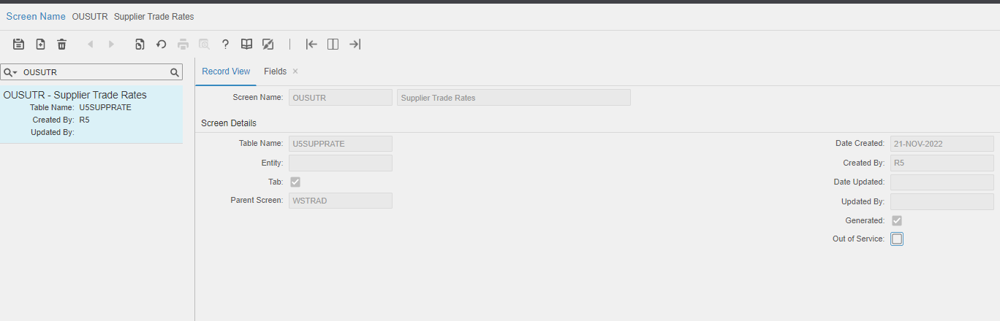 Screen Name OUSUTR Supplier Trade Rates
OUSUTR
OUSUTR - Supplier Trade Rates
Table Name: U5SUPPRATE
Created By: R5
Updated By:
Record View Fields ×
Screen Name: OUSUTR Supplier Trade Rates
Screen Details
Table Name: U5SUPPRATE
Entity:
Tab:
Parent Screen: WSTRAD
Date Created: 21-NOV-2022
Created By: R5
Date Updated:
Updated By:
Generated:
Out of Service: